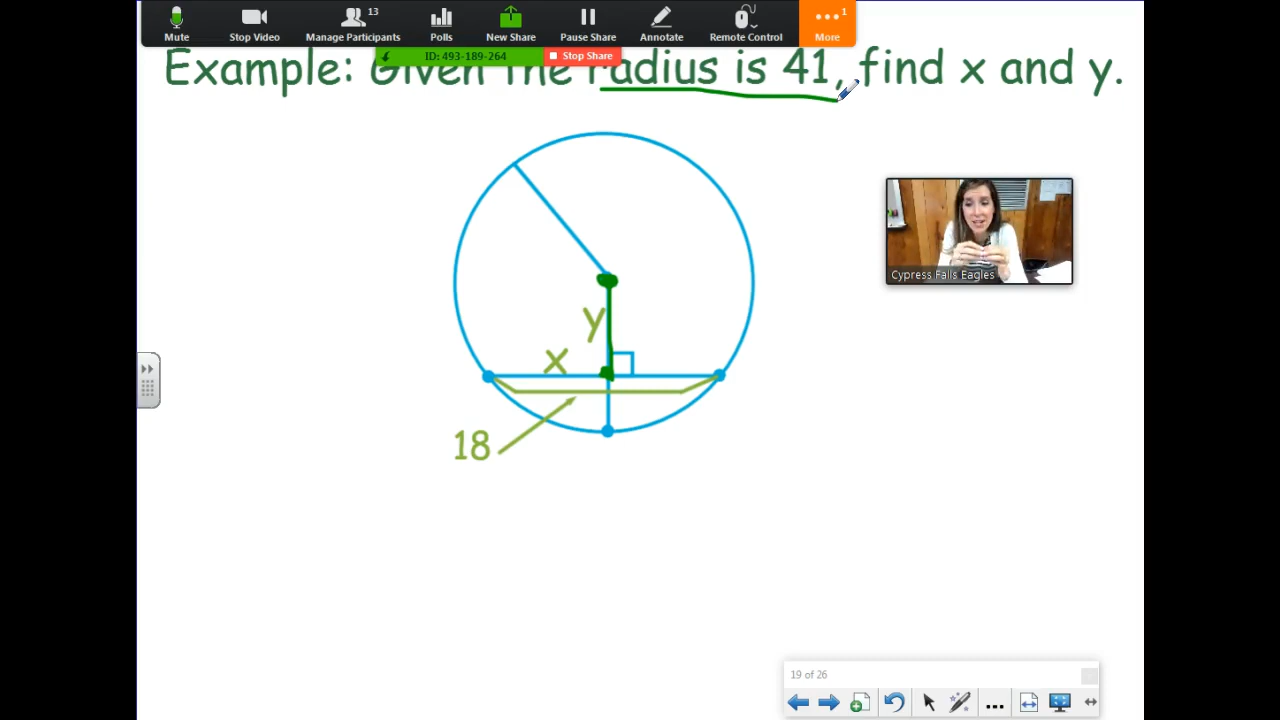 13
1
Mute
Stop Video
Manage Participants
Polls
New Share
Pause Share
Annotate
Remote Control
More
ID: 493-189-264
Stop Share
Example: Given the radius is 41, find x and y.
Cypress Falls Eagles
y
x
18
19 of 26